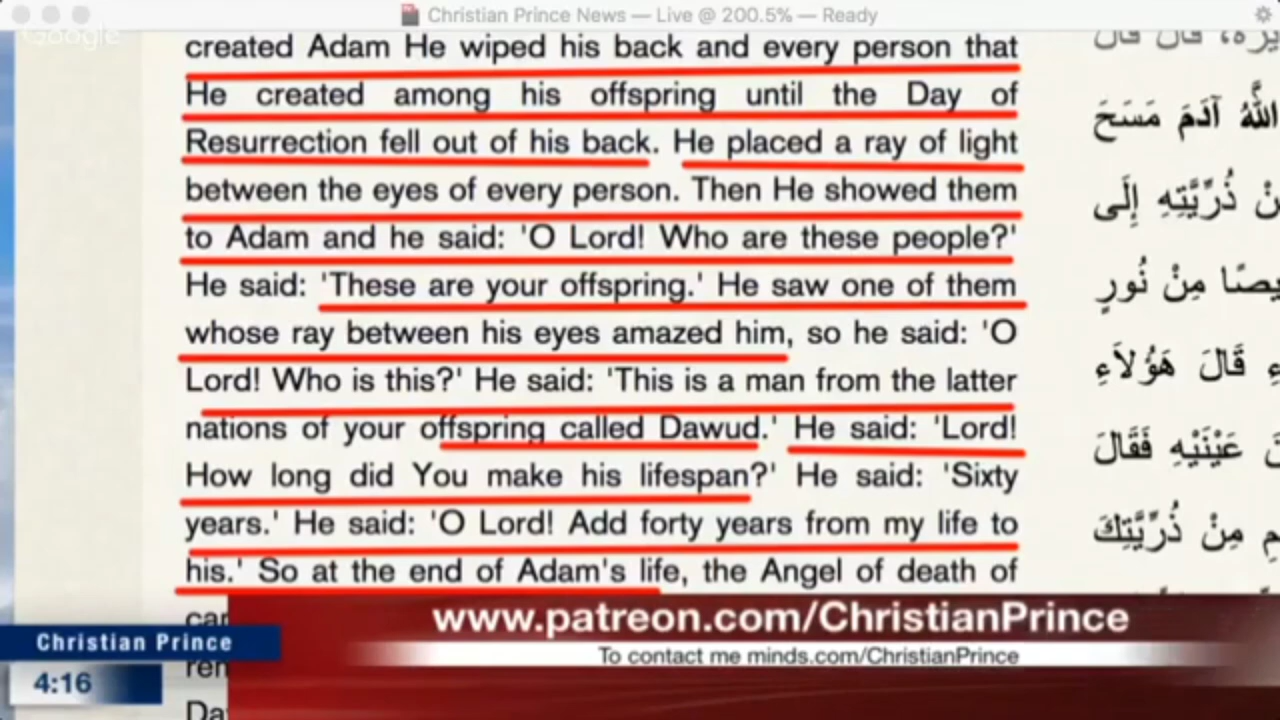 Christian Prince News — Live @ 200.5% — Ready
Google
created Adam He wiped his back and every person that
He created among his offspring until the Day of
Resurrection fell out of his back. He placed a ray of light
between the eyes of every person. Then He showed them
to Adam and he said: 'O Lord! Who are these people?'
He said: 'These are your offspring.' He saw one of them
whose ray between his eyes amazed him, so he said: 'O
Lord! Who is this?' He said: 'This is a man from the latter
nations of your offspring called Dawud.' He said: 'Lord!
How long did You make his lifespan?' He said: 'Sixty
years.' He said: 'O Lord! Add forty years from my life to
his.' So at the end of Adam's life, the Angel of death of
قَالَ قَالَ
اللَّهُ آدَمَ مَسَحَ
ذُرِّيَّتِهِ إِلَى
مِنْ نُورٍ
قَالَ هَؤُلاَءِ
عَيْنَيْهِ فَقَالَ
مِنْ ذُرِّيَّتِكَ
www.patreon.com/ChristianPrince
To contact me minds.com/ChristianPrince
Christian Prince
4:16